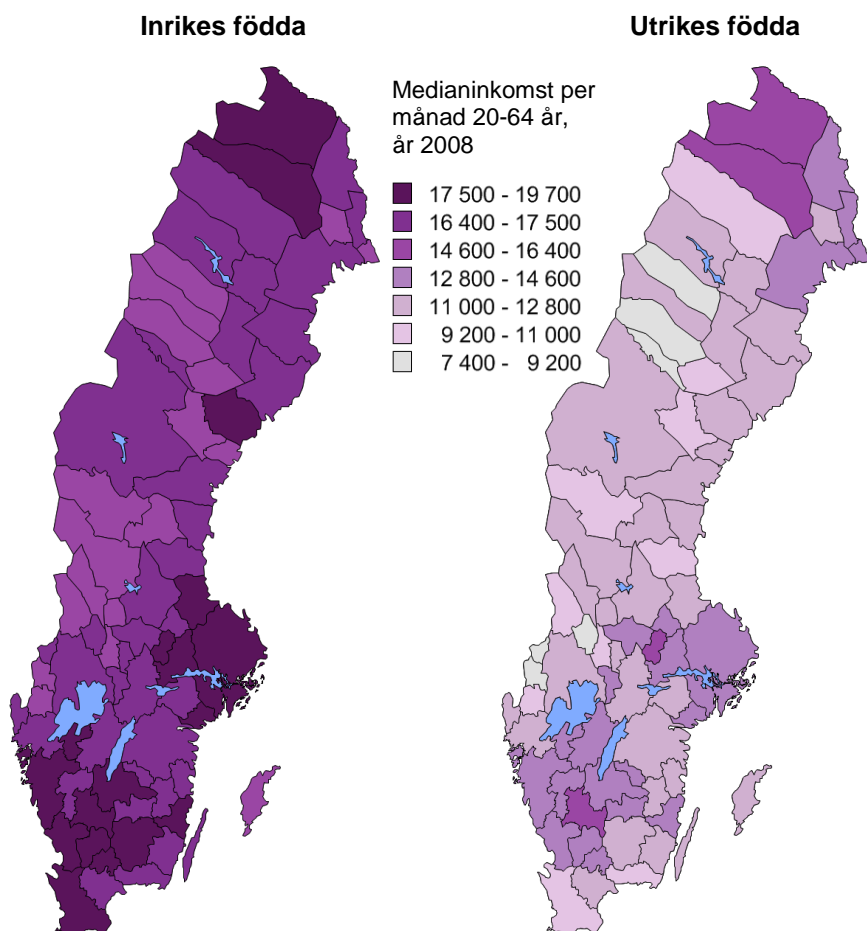 Inrikes födda
Utrikes födda
Medianinkomst per
månad 20-64 år,
år 2008
17 500 - 19 700
16 400 - 17 500
14 600 - 16 400
12 800 - 14 600
11 000 - 12 800
9 200 - 11 000
7 400 - 9 200